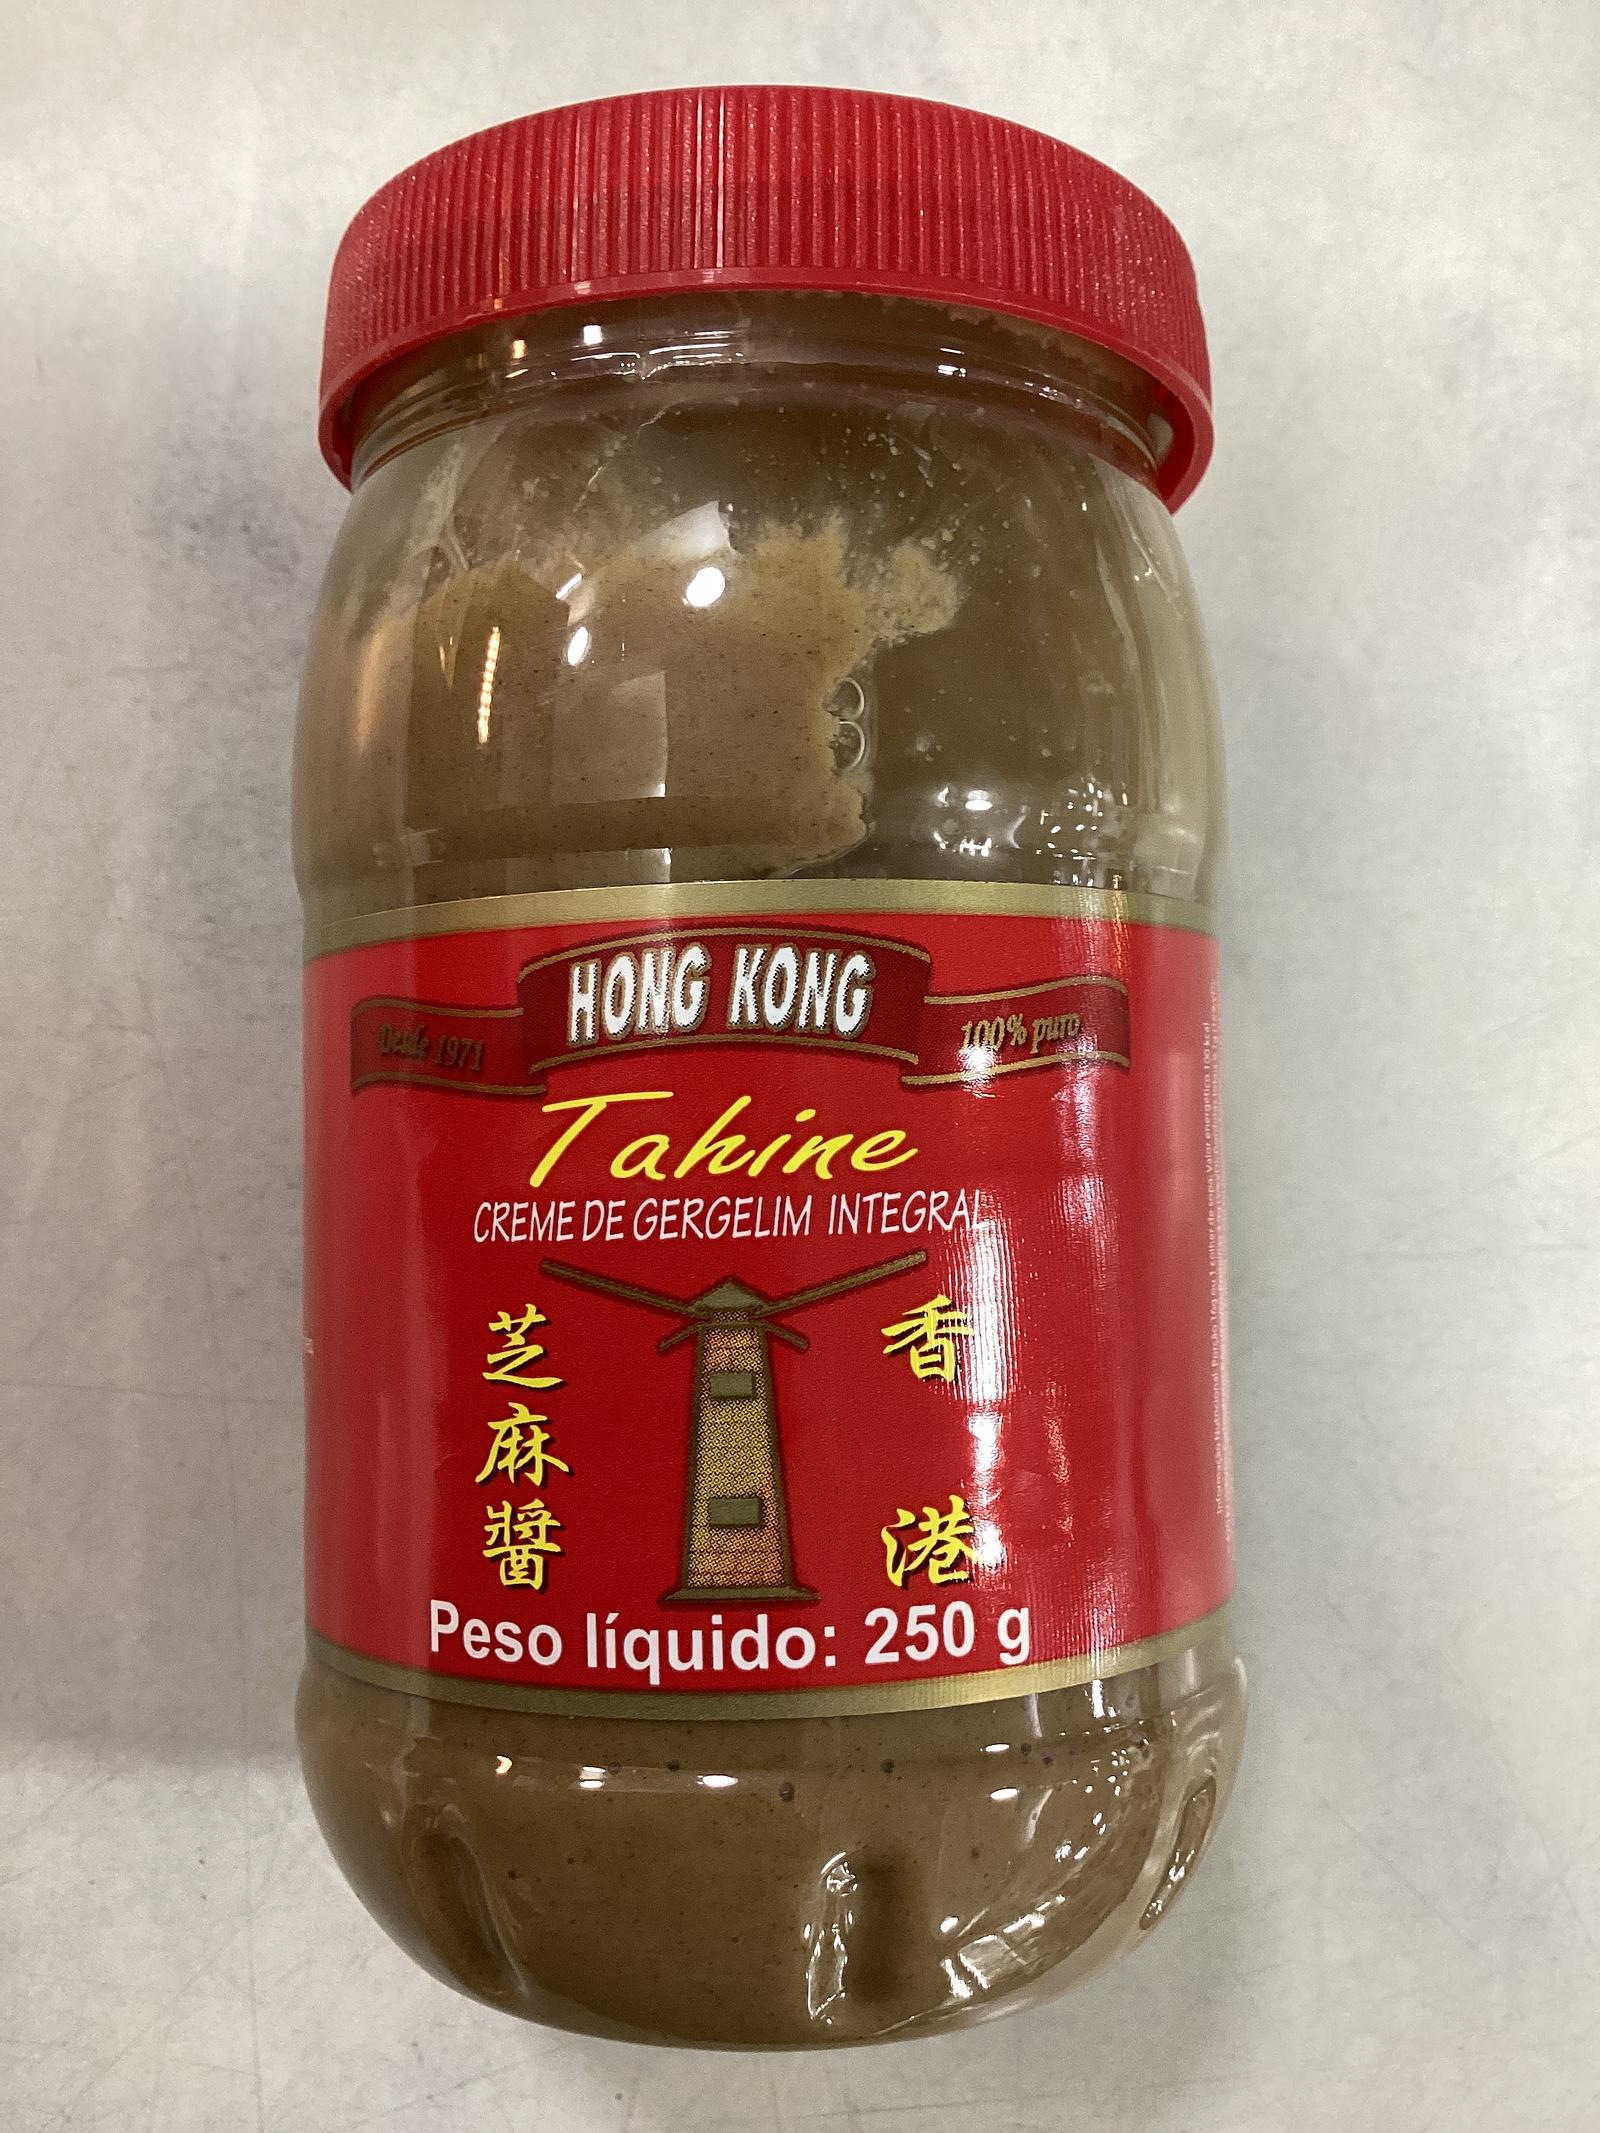 HONG KONG
Desde 1971
100% puro
Tahine
CREME DE GERGELIM INTEGRAL
芝麻醬
香港
Peso líquido: 250 g